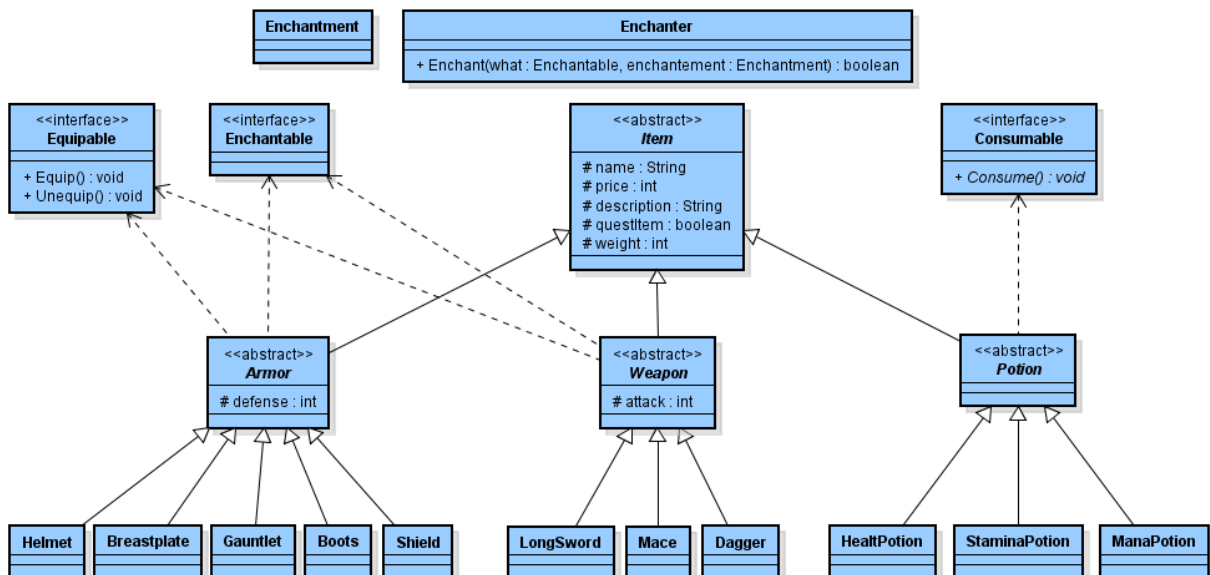 Enchantment
Enchanter
+ Enchant(what : Enchantable, enchantement : Enchantment) : boolean
<<interface>>
Equipable
+ Equip() : void
+ Unequip() : void
<<interface>>
Enchantable
<<abstract>>
Item
# name : String
# price : int
# description : String
# questItem : boolean
# weight : int
<<interface>>
Consumable
+ Consume() : void
<<abstract>>
Armor
# defense : int
<<abstract>>
Weapon
# attack : int
<<abstract>>
Potion
Helmet
Breastplate
Gauntlet
Boots
Shield
LongSword
Mace
Dagger
HealtPotion
StaminaPotion
ManaPotion